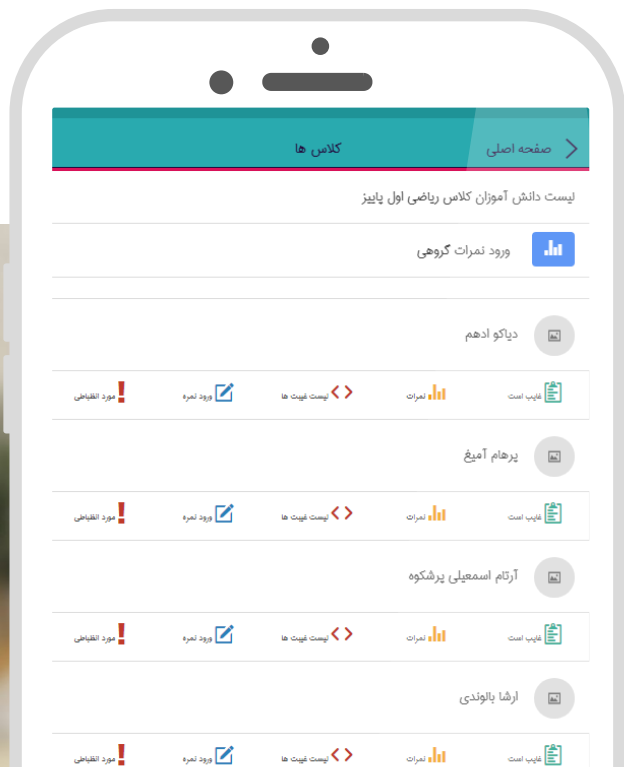 صفحه اصلی کلاس ها
لیست دانش آموزان کلاس ریاضی اول پاییز
ورود نمرات گروهی
دیاکو ادهم
غایب است نمرات لیست غیبت ها ورود نمره مورد انظباطی
پرهام آمیغ
غایب است نمرات لیست غیبت ها ورود نمره مورد انظباطی
آرتام اسمعیلی پرشکوه
غایب است نمرات لیست غیبت ها ورود نمره مورد انظباطی
ارشا بالوندی
غایب است نمرات لیست غیبت ها ورود نمره مورد انظباطی